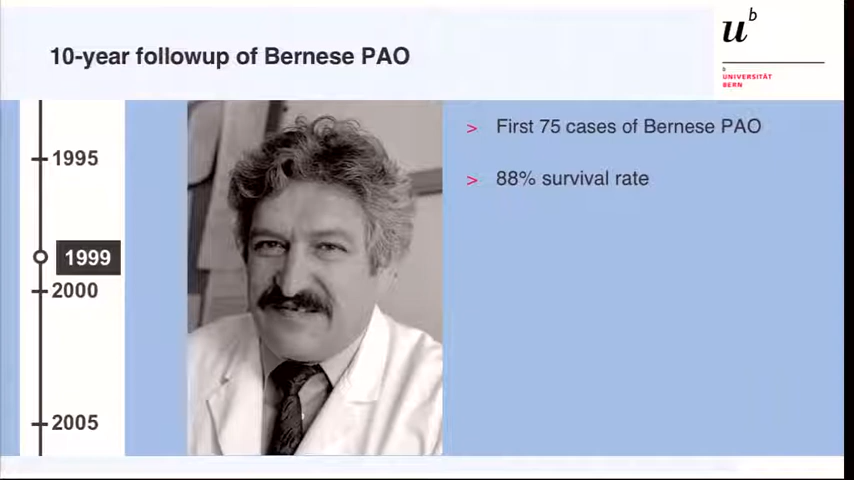 10-year followup of Bernese PAO
u
b
b
UNIVERSITÄT
BERN
1995
1999
2000
2005
> First 75 cases of Bernese PAO
> 88% survival rate